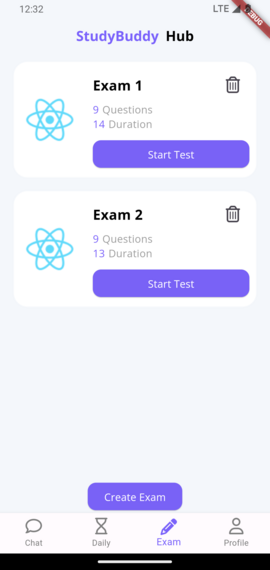 12:32 LTE
DEBUG
StudyBuddy Hub
Exam 1
9 Questions
14 Duration
Start Test
Exam 2
9 Questions
13 Duration
Start Test
Create Exam
Chat Daily Exam Profile